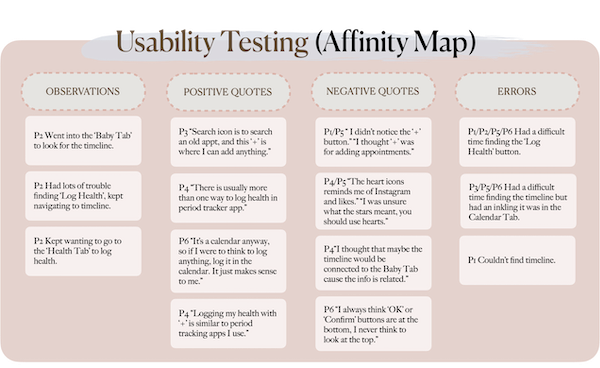 Usability Testing (Affinity Map)
OBSERVATIONS
P2 Went into the 'Baby Tab'
to look for the timeline.
P2 Had lots of trouble
finding 'Log Health', kept
navigating to timeline.
P2 Kept wanting to go to
the 'Health Tab' to log
health.
POSITIVE QUOTES
P3 "Search icon is to search
an old appt, and this '+' is
where I can add anything."
P4 "There is usually more
than one way to log health in
period tracker app."
P6 "It's a calendar anyway,
so if I were to think to log
anything, log it in the
calendar. It just makes sense
to me."
P4 "Logging my health with
'+' is similar to period
tracking apps I use."
NEGATIVE QUOTES
P1/P5 " I didn't notice the '+'
button." "I thought '+' was
for adding appointments."
P4/P5 "The heart icons
reminds me of Instagram
and likes." "I was unsure
what the stars meant, you
should use hearts."
P4"I thought that maybe the
timeline would be
connected to the Baby Tab
cause the info is related."
P6 "I always think 'OK' or
'Confirm' buttons are at the
bottom, I never think to
look at the top."
ERRORS
P1/P2/P5/P6 Had a difficult
time finding the 'Log
Health' button.
P3/P5/P6 Had a difficult
time finding the timeline but
had an inkling it was in the
Calendar Tab.
P1 Couldn't find timeline.